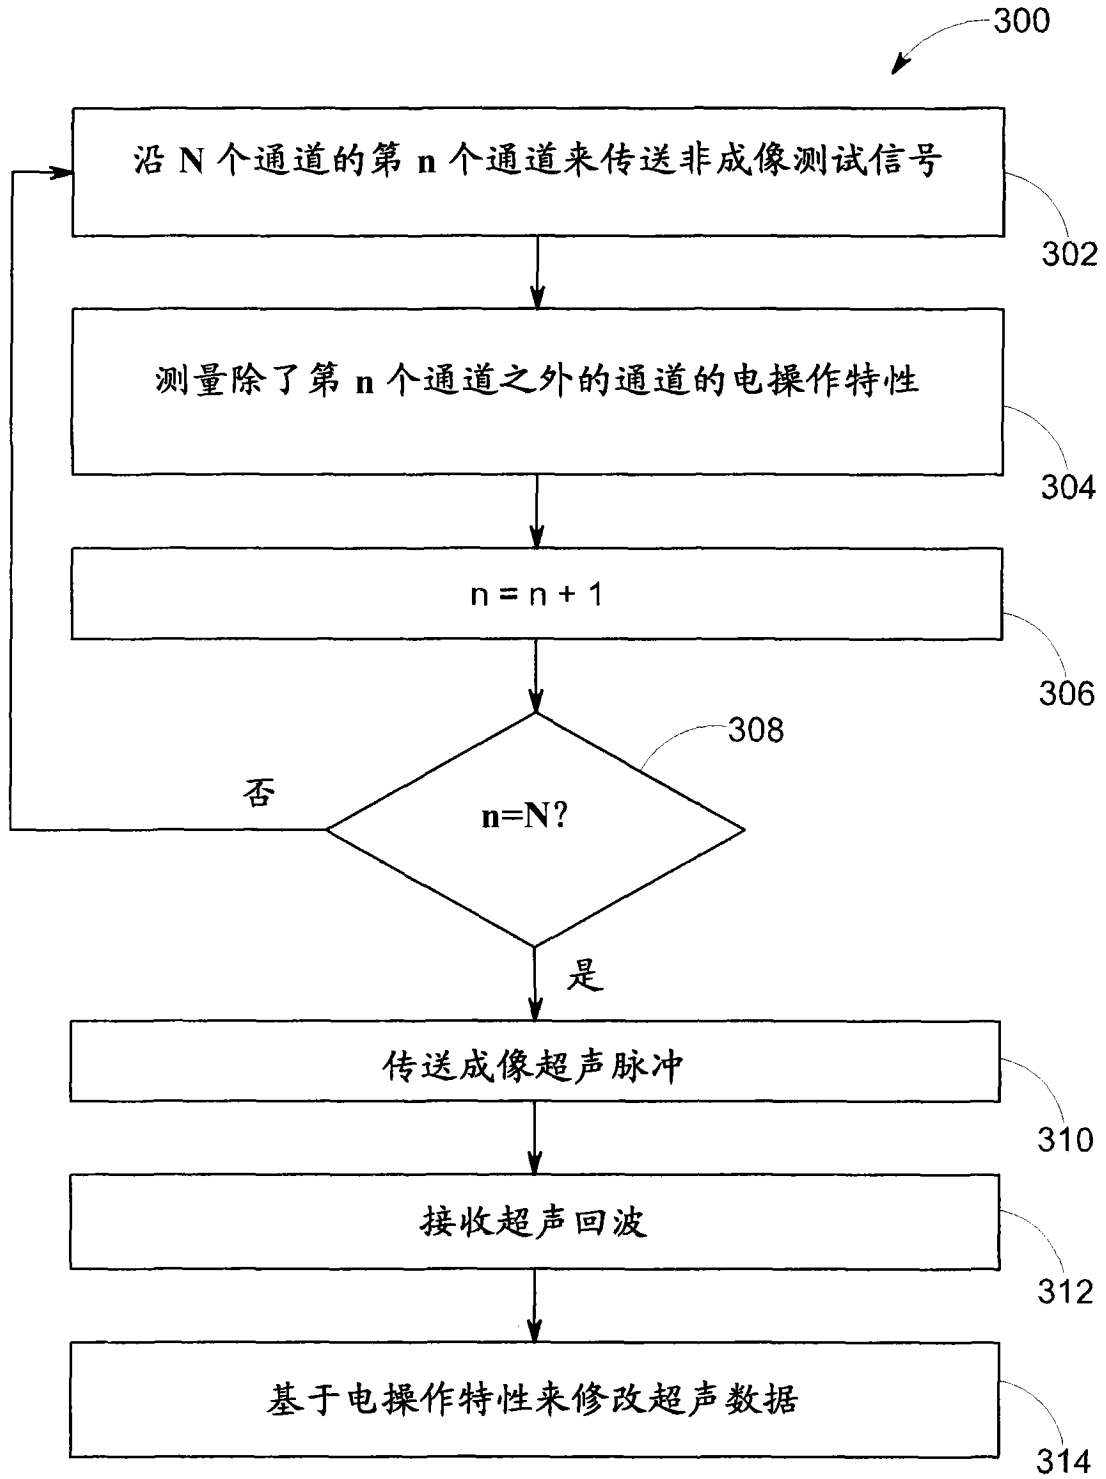 300
沿 N 个通道的第 n 个通道来传送非成像测试信号
302
测量除了第 n 个通道之外的通道的电操作特性
304
n = n + 1
306
308
n=N?
否
是
传送成像超声脉冲
310
接收超声回波
312
基于电操作特性来修改超声数据
314